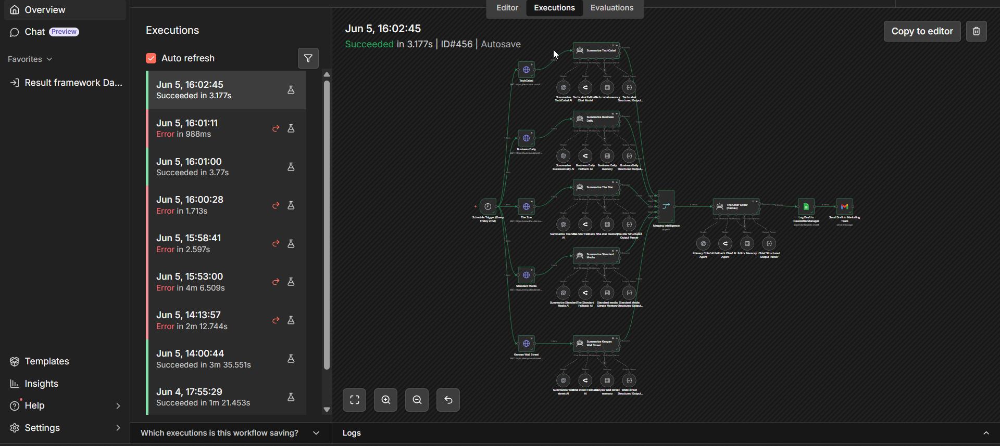 Overview
Chat Preview
Favorites
Result framework Da...
Templates
Insights
Help
Settings
Executions
Auto refresh
Jun 5, 16:02:45
Succeeded in 3.177s
Jun 5, 16:01:11
Error in 988ms
Jun 5, 16:01:00
Succeeded in 3.77s
Jun 5, 16:00:28
Error in 1.713s
Jun 5, 15:58:41
Error in 2.597s
Jun 5, 15:53:00
Error in 4m 6.509s
Jun 5, 14:13:57
Error in 2m 12.744s
Jun 5, 14:00:44
Succeeded in 3m 35.551s
Jun 4, 17:55:29
Succeeded in 1m 21.453s
Which executions is this workflow saving?
Editor
Executions
Evaluations
Jun 5, 16:02:45
Succeeded in 3.177s | ID#456 | Autosave
Copy to editor
Summarize TechCabal
TechCabal
Summarize
TechCabal AI
Techcabal Fallback
Chat Model
Tech cabal memory
Techcabal
Structured Output...
Summarize Business
Daily
Business Daily
Summarize
BusinessDaily AI
Business Daily
Fallback AI
Business Daily
memory
BusinessDaily
Structured Output...
Summarize The Star
Schedule Trigger (Every
Friday 2PM)
The Star
Summarize The Star
AI
The Star Fallback AI
The star memory
The star Structured
Output Parser
Merging Intelligence
append
The Chief Editor
(Kamau)
Primary Chief AI
Agent
Fallback Chief AI
Agent
Editor Memory
Chief Structured
Output Parser
Log Draft to
NewsletterManager
Send Draft to Marketing
Team
Summarize Standard
Media
Standard Media
Summarize Standard
Media AI
The Standard
Fallback AI
Standard media
Simple Memory
Standard Media
Structured Output...
Summarize Kenyan
Wall Street
Kenyan Wall Street
Summarize Wall
street AI
Wall street Fallback
AI
Kenyan Wall Street
memory
Walls street
Structured Output...
Logs